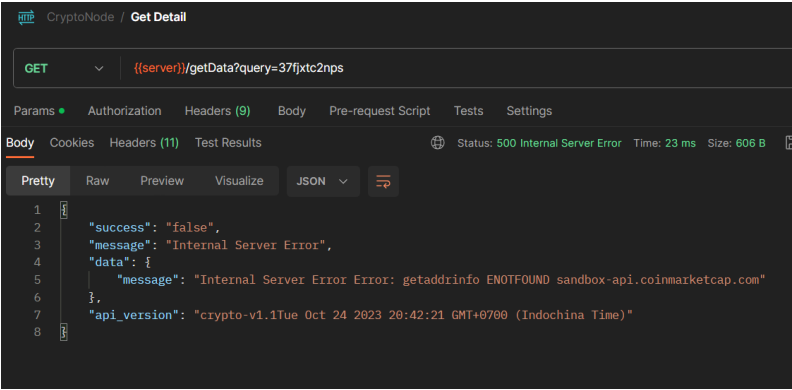 HTTP CryptoNode / Get Detail
GET {{server}}/getData?query=37fjxtc2nps
Params Authorization Headers (9) Body Pre-request Script Tests Settings
Body Cookies Headers (11) Test Results Status: 500 Internal Server Error Time: 23 ms Size: 606 B
Pretty Raw Preview Visualize JSON
1 {
2 "success": "false",
3 "message": "Internal Server Error",
4 "data": {
5 "message": "Internal Server Error Error: getaddrinfo ENOTFOUND sandbox-api.coinmarketcap.com"
6 },
7 "api_version": "crypto-v1.1Tue Oct 24 2023 20:42:21 GMT+0700 (Indochina Time)"
8 }